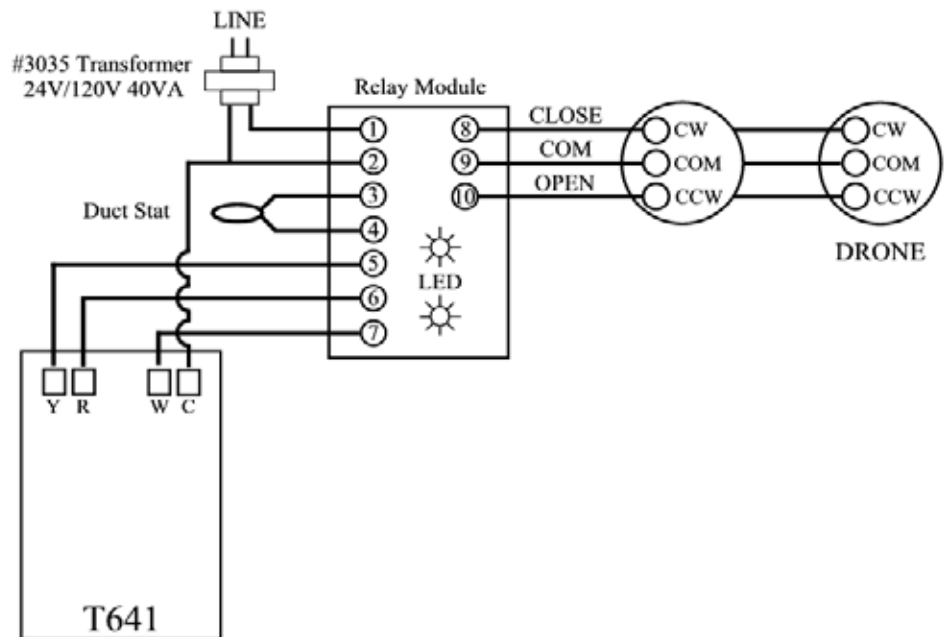 LINE
#3035 Transformer
24V/120V 40VA
Relay Module
1
2
3
4
5
6
7
8
9
10
CLOSE
COM
OPEN
CW
COM
CCW
CW
COM
CCW
DRONE
Duct Stat
LED
Y R W C
T641